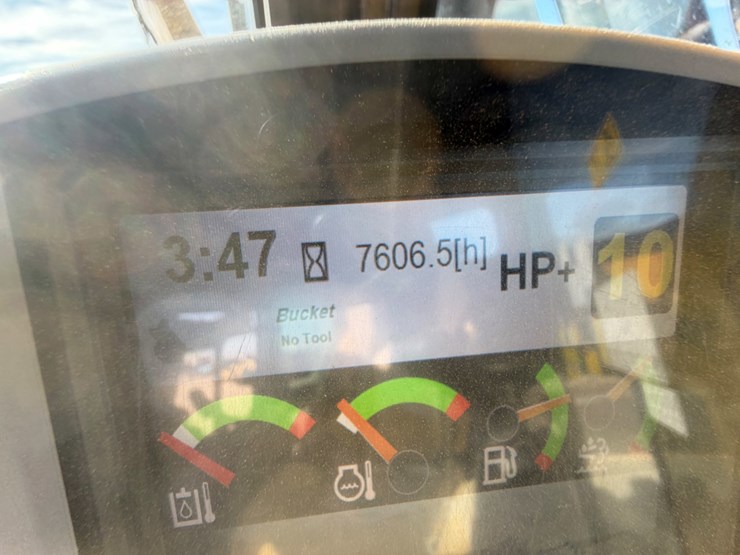 3:47 7606.5[h] HP+ 10
Bucket
No Tool